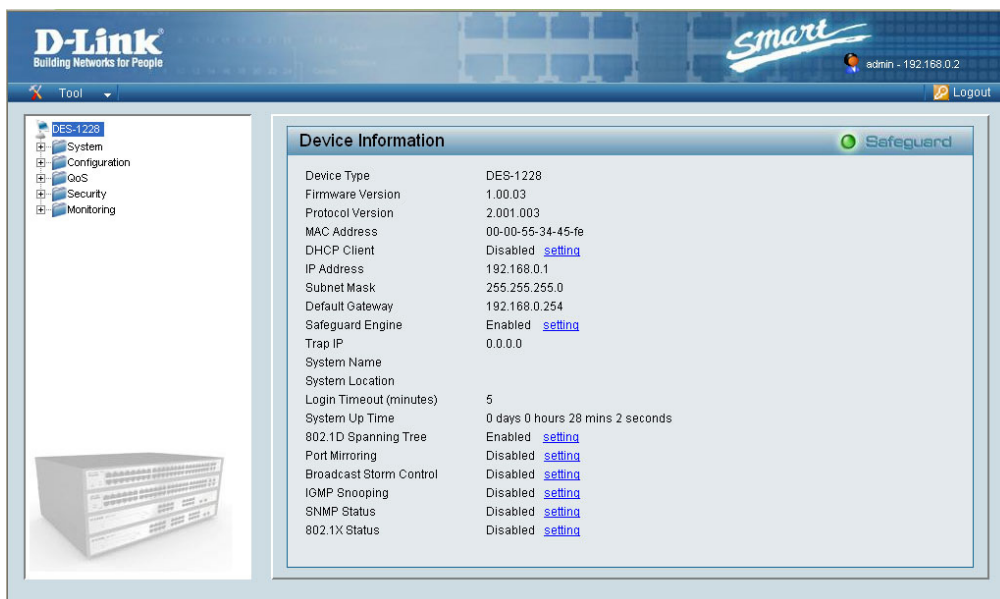 D-Link
Building Networks for People
smart
admin - 192.168.0.2
Tool
Logout
DES-1228
System
Configuration
QoS
Security
Monitoring
Device Information
Safeguard
Device Type DES-1228
Firmware Version 1.00.03
Protocol Version 2.001.003
MAC Address 00-00-55-34-45-fe
DHCP Client Disabled setting
IP Address 192.168.0.1
Subnet Mask 255.255.255.0
Default Gateway 192.168.0.254
Safeguard Engine Enabled setting
Trap IP 0.0.0.0
System Name
System Location
Login Timeout (minutes) 5
System Up Time 0 days 0 hours 28 mins 2 seconds
802.1D Spanning Tree Enabled setting
Port Mirroring Disabled setting
Broadcast Storm Control Disabled setting
IGMP Snooping Disabled setting
SNMP Status Disabled setting
802.1X Status Disabled setting